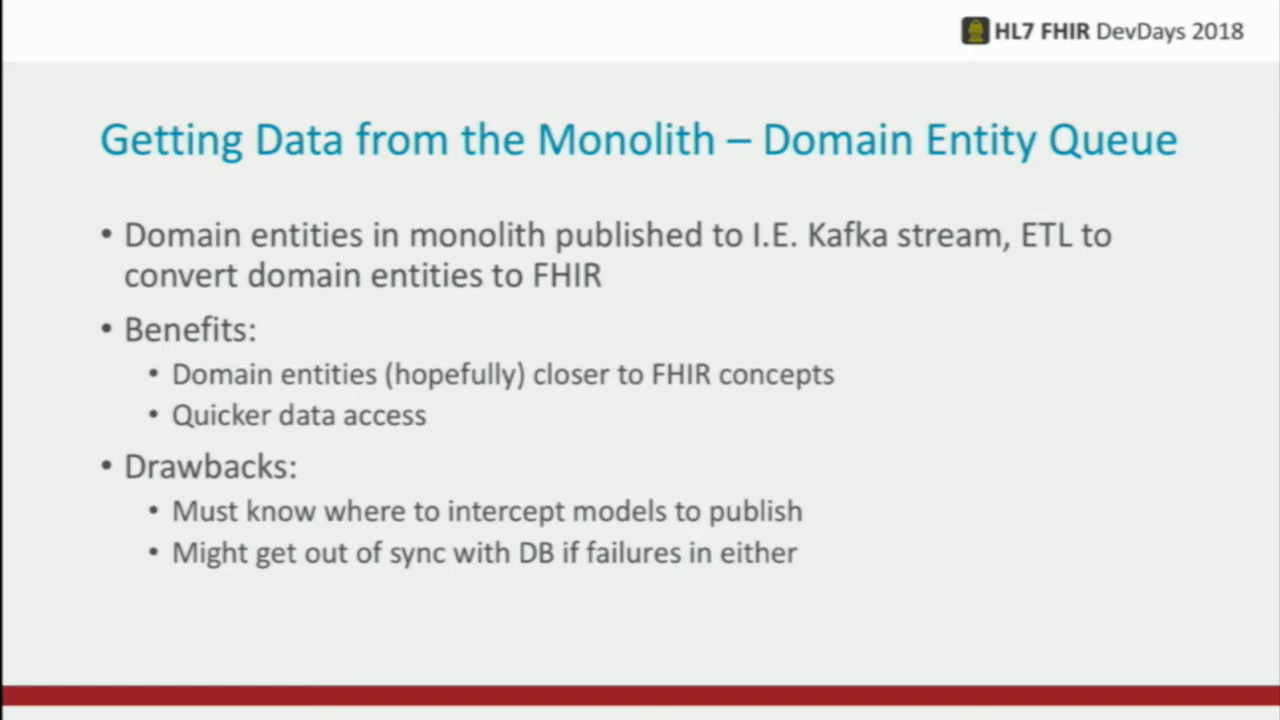 HL7 FHIR DevDays 2018
Getting Data from the Monolith – Domain Entity Queue
• Domain entities in monolith published to I.E. Kafka stream, ETL to
convert domain entities to FHIR
• Benefits:
• Domain entities (hopefully) closer to FHIR concepts
• Quicker data access
• Drawbacks:
• Must know where to intercept models to publish
• Might get out of sync with DB if failures in either